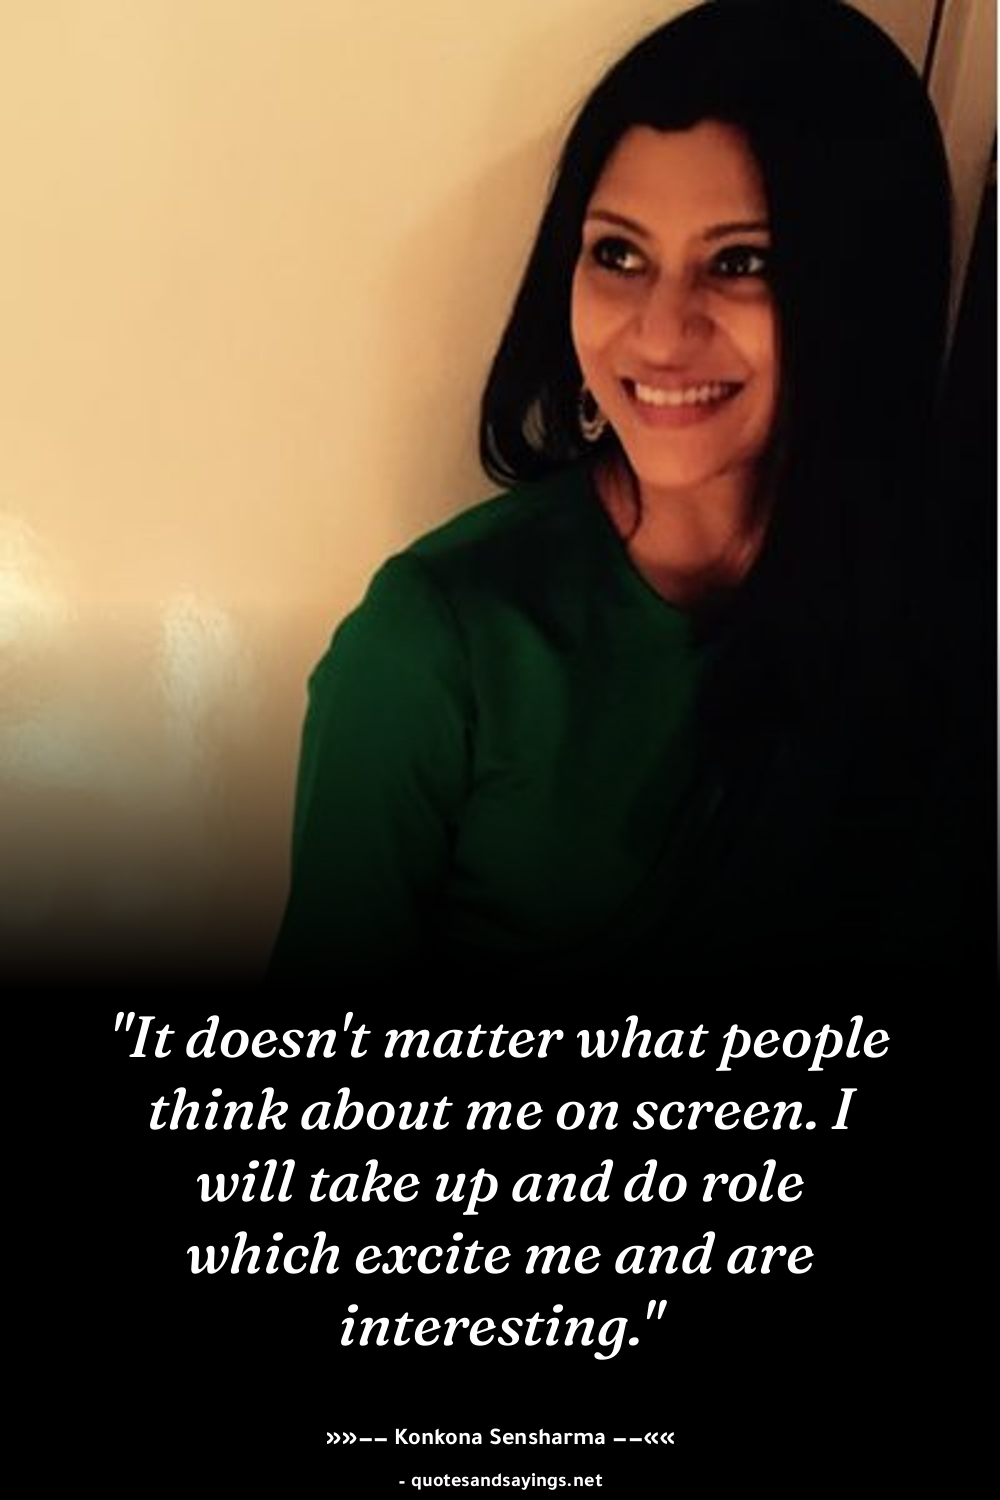 "It doesn't matter what people
think about me on screen. I
will take up and do role
which excite me and are
interesting."
»»–– Konkona Sensharma ––««
- quotesandsayings.net